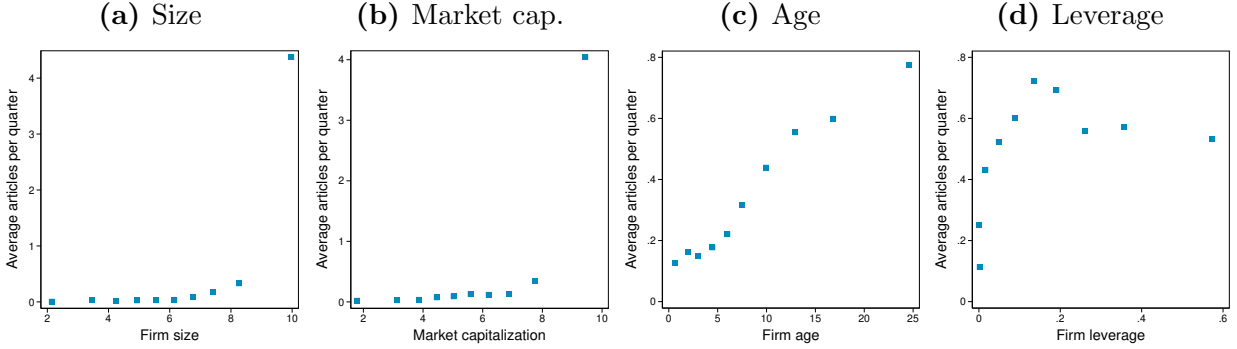 (a) Size
Average articles per quarter
4
3
2
1
0
2 4 6 8 10
Firm size
(b) Market cap.
Average articles per quarter
4
3
2
1
0
2 4 6 8 10
Market capitalization
(c) Age
Average articles per quarter
.8
.6
.4
.2
0
0 5 10 15 20 25
Firm age
(d) Leverage
Average articles per quarter
.8
.6
.4
.2
0
0 .2 .4 .6
Firm leverage